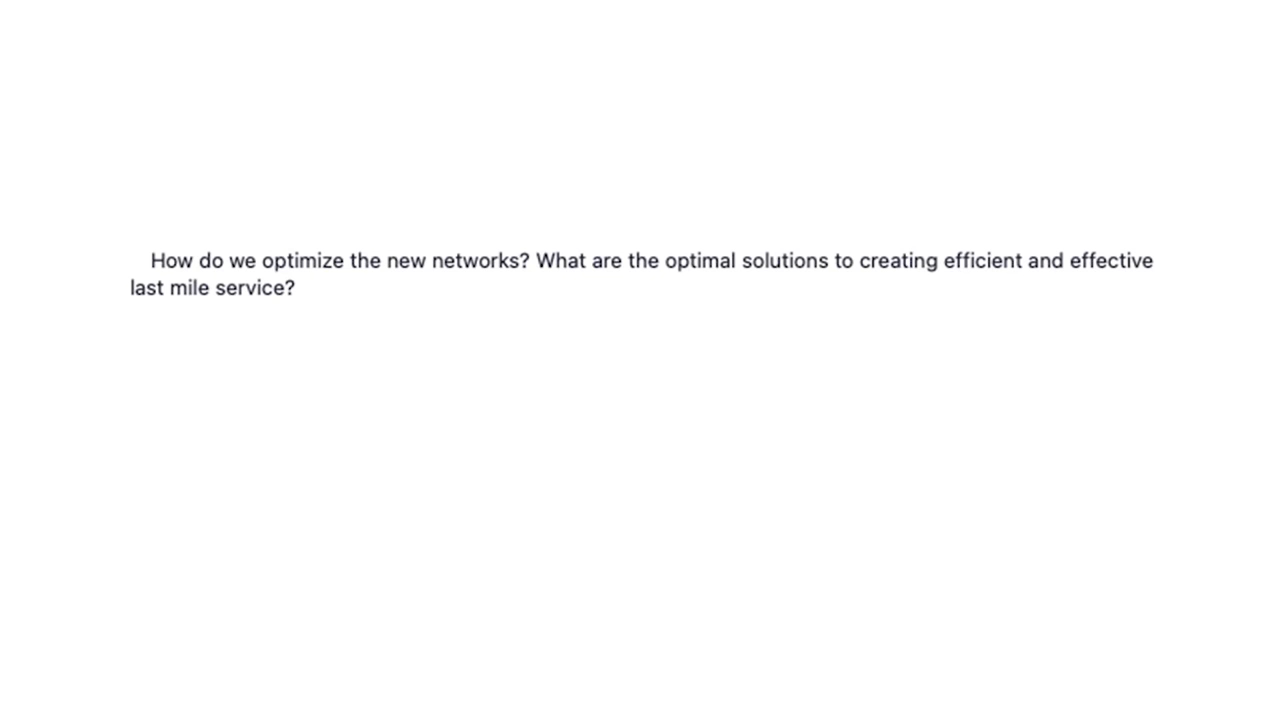 How do we optimize the new networks? What are the optimal solutions to creating efficient and effective
last mile service?